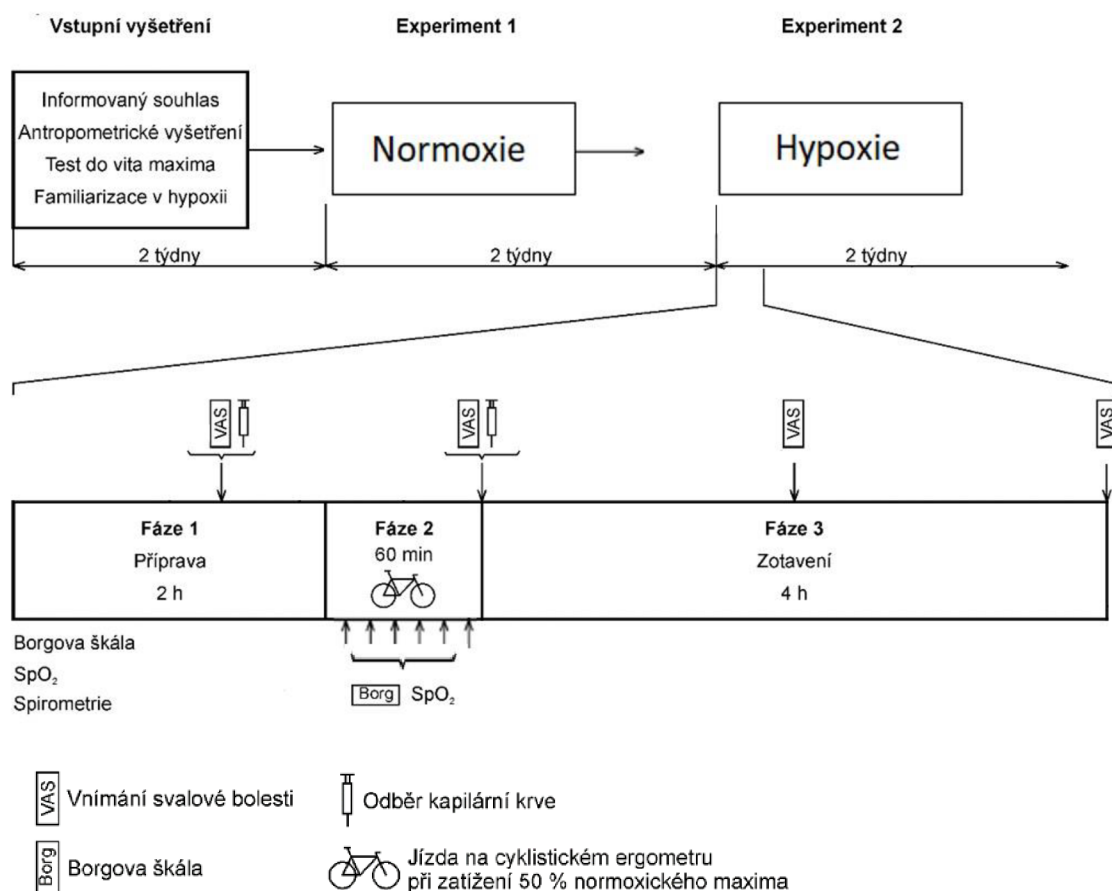 Vstupní vyšetření
Experiment 1
Experiment 2
Informovaný souhlas
Antropometrické vyšetření
Test do vita maxima
Familiarizace v hypoxii
Normoxie
Hypoxie
2 týdny
2 týdny
2 týdny
VAS
VAS
VAS
VAS
Fáze 1
Příprava
2 h
Fáze 2
60 min
Fáze 3
Zotavení
4 h
Borgova škála
SpO₂
Spirometrie
Borg SpO₂
VAS Vnímání svalové bolesti
Odběr kapilární krve
Borg Borgova škála
Jízda na cyklistickém ergometru
při zatížení 50 % normoxického maxima